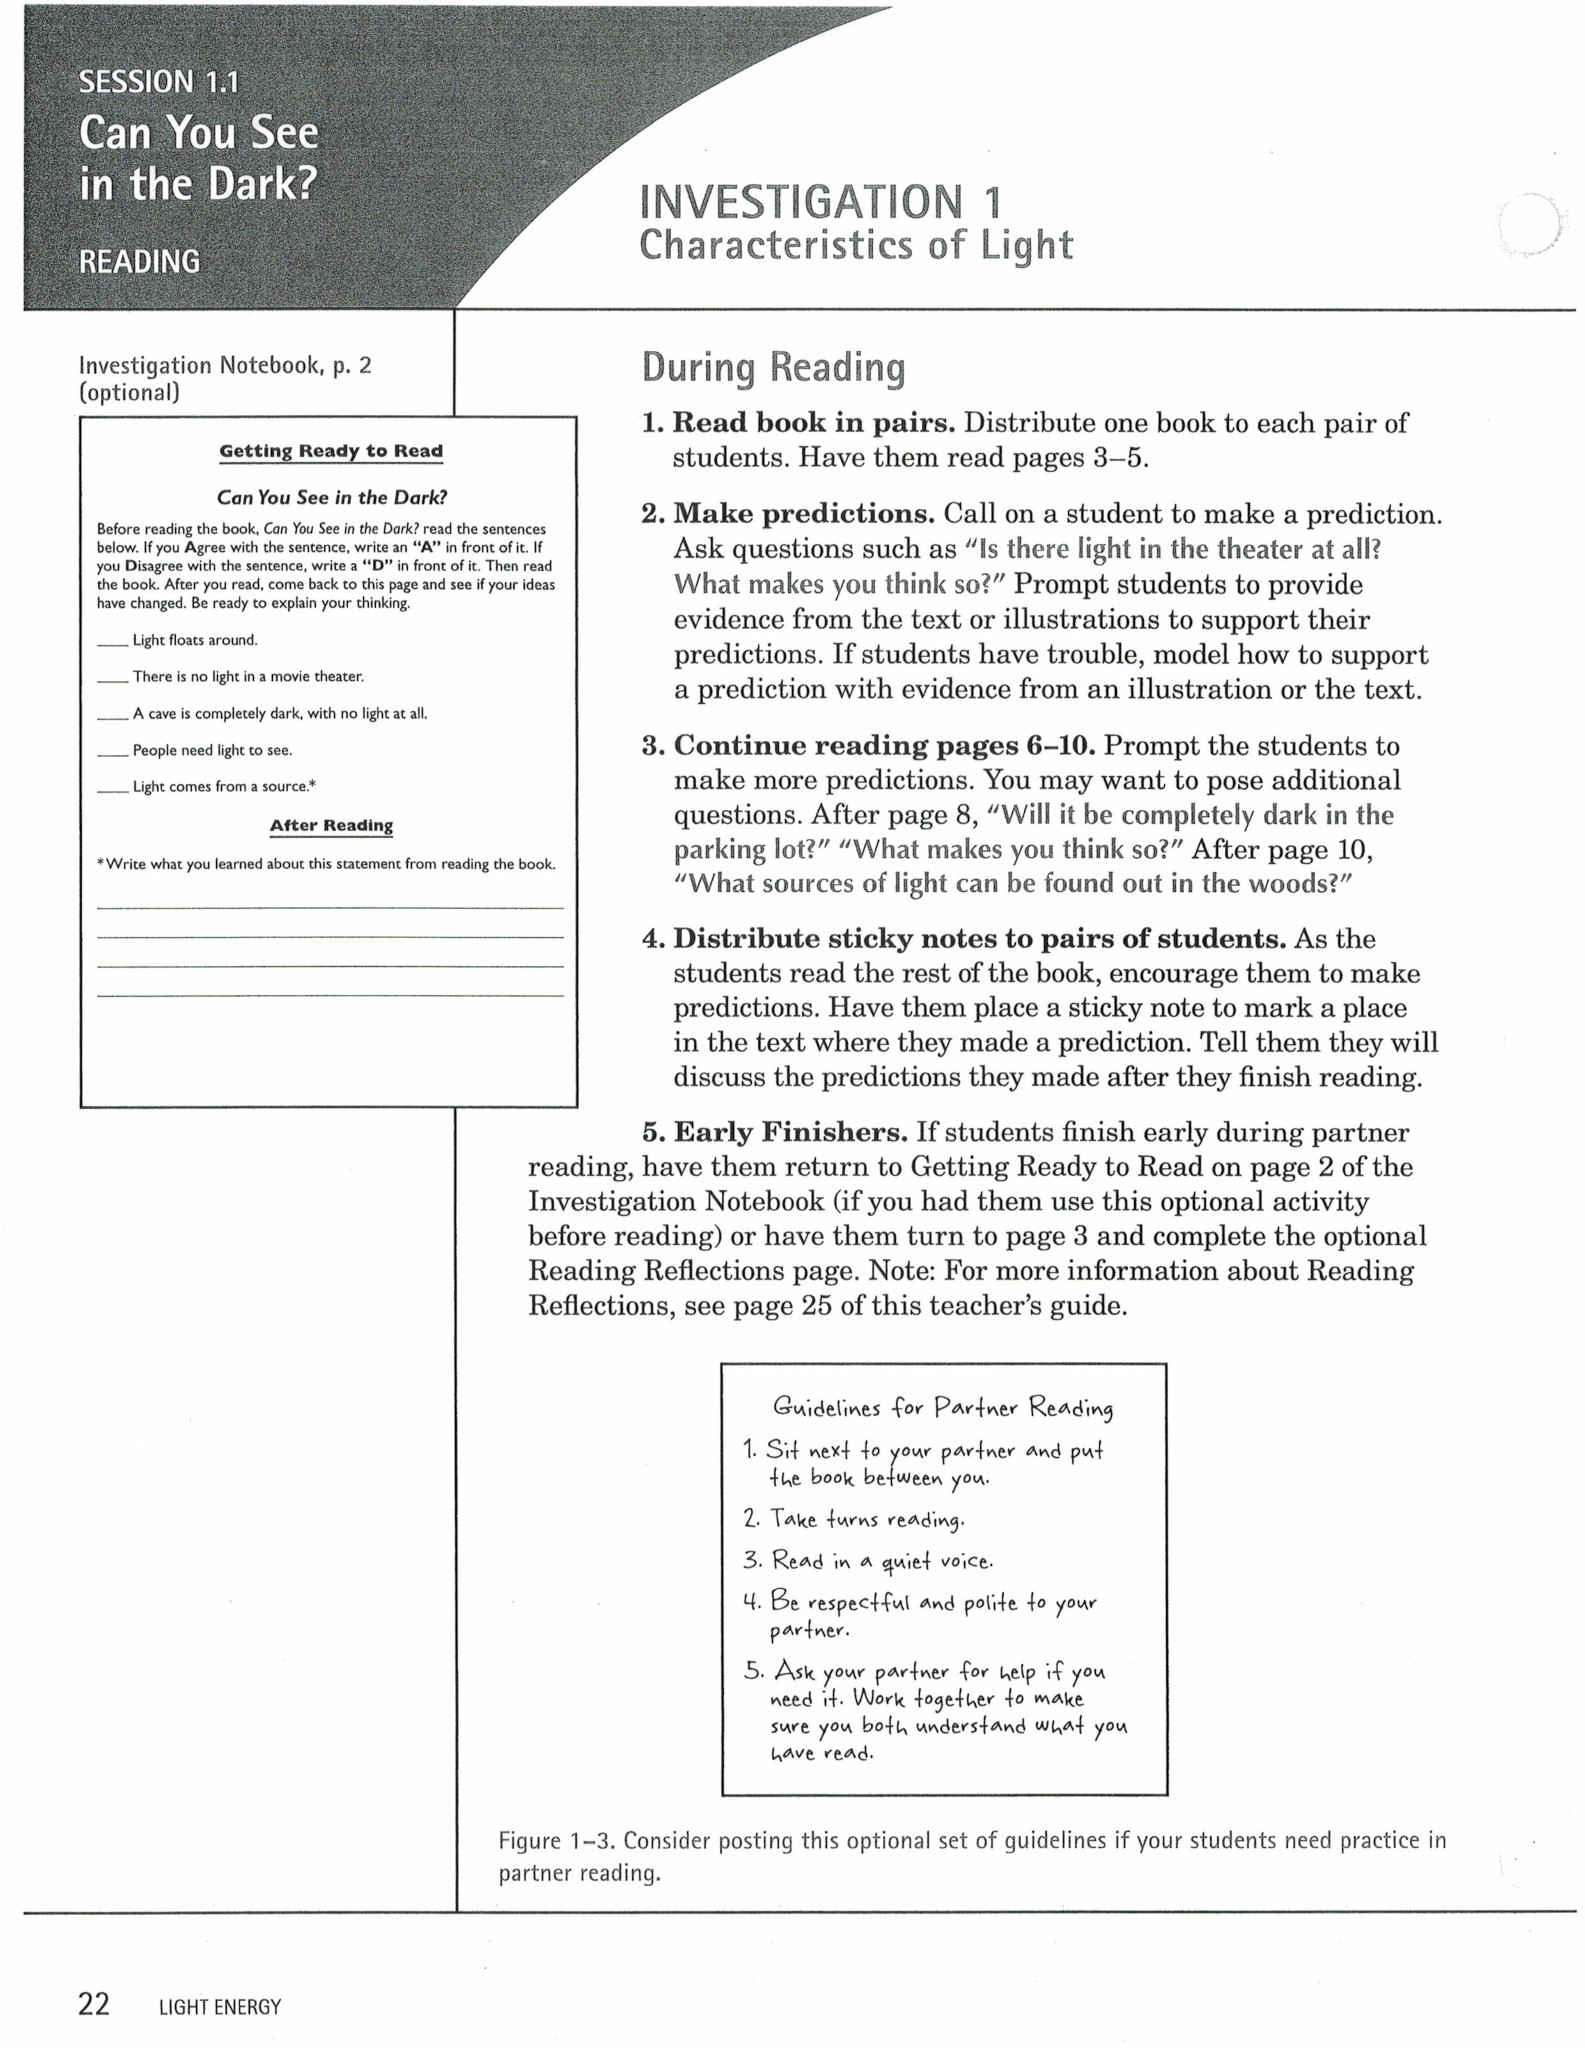 SESSION 1.1
Can You See
in the Dark?
READING
INVESTIGATION 1
Characteristics of Light
Investigation Notebook, p. 2
(optional)
Getting Ready to Read
Can You See in the Dark?
Before reading the book, Can You See in the Dark? read the sentences
below. If you Agree with the sentence, write an “A” in front of it. If
you Disagree with the sentence, write a “D” in front of it. Then read
the book. After you read, come back to this page and see if your ideas
have changed. Be ready to explain your thinking.
____ Light floats around.
____ There is no light in a movie theater.
____ A cave is completely dark, with no light at all.
____ People need light to see.
____ Light comes from a source.*
After Reading
*Write what you learned about this statement from reading the book.
During Reading
1. Read book in pairs. Distribute one book to each pair of
students. Have them read pages 3–5.
2. Make predictions. Call on a student to make a prediction.
Ask questions such as “Is there light in the theater at all?
What makes you think so?” Prompt students to provide
evidence from the text or illustrations to support their
predictions. If students have trouble, model how to support
a prediction with evidence from an illustration or the text.
3. Continue reading pages 6–10. Prompt the students to
make more predictions. You may want to pose additional
questions. After page 8, “Will it be completely dark in the
parking lot?” “What makes you think so?” After page 10,
“What sources of light can be found out in the woods?”
4. Distribute sticky notes to pairs of students. As the
students read the rest of the book, encourage them to make
predictions. Have them place a sticky note to mark a place
in the text where they made a prediction. Tell them they will
discuss the predictions they made after they finish reading.
5. Early Finishers. If students finish early during partner
reading, have them return to Getting Ready to Read on page 2 of the
Investigation Notebook (if you had them use this optional activity
before reading) or have them turn to page 3 and complete the optional
Reading Reflections page. Note: For more information about Reading
Reflections, see page 25 of this teacher’s guide.
Guidelines for Partner Reading
1. Sit next to your partner and put
the book between you.
2. Take turns reading.
3. Read in a quiet voice.
4. Be respectful and polite to your
partner.
5. Ask your partner for help if you
need it. Work together to make
sure you both understand what you
have read.
Figure 1–3. Consider posting this optional set of guidelines if your students need practice in
partner reading.
22 LIGHT ENERGY